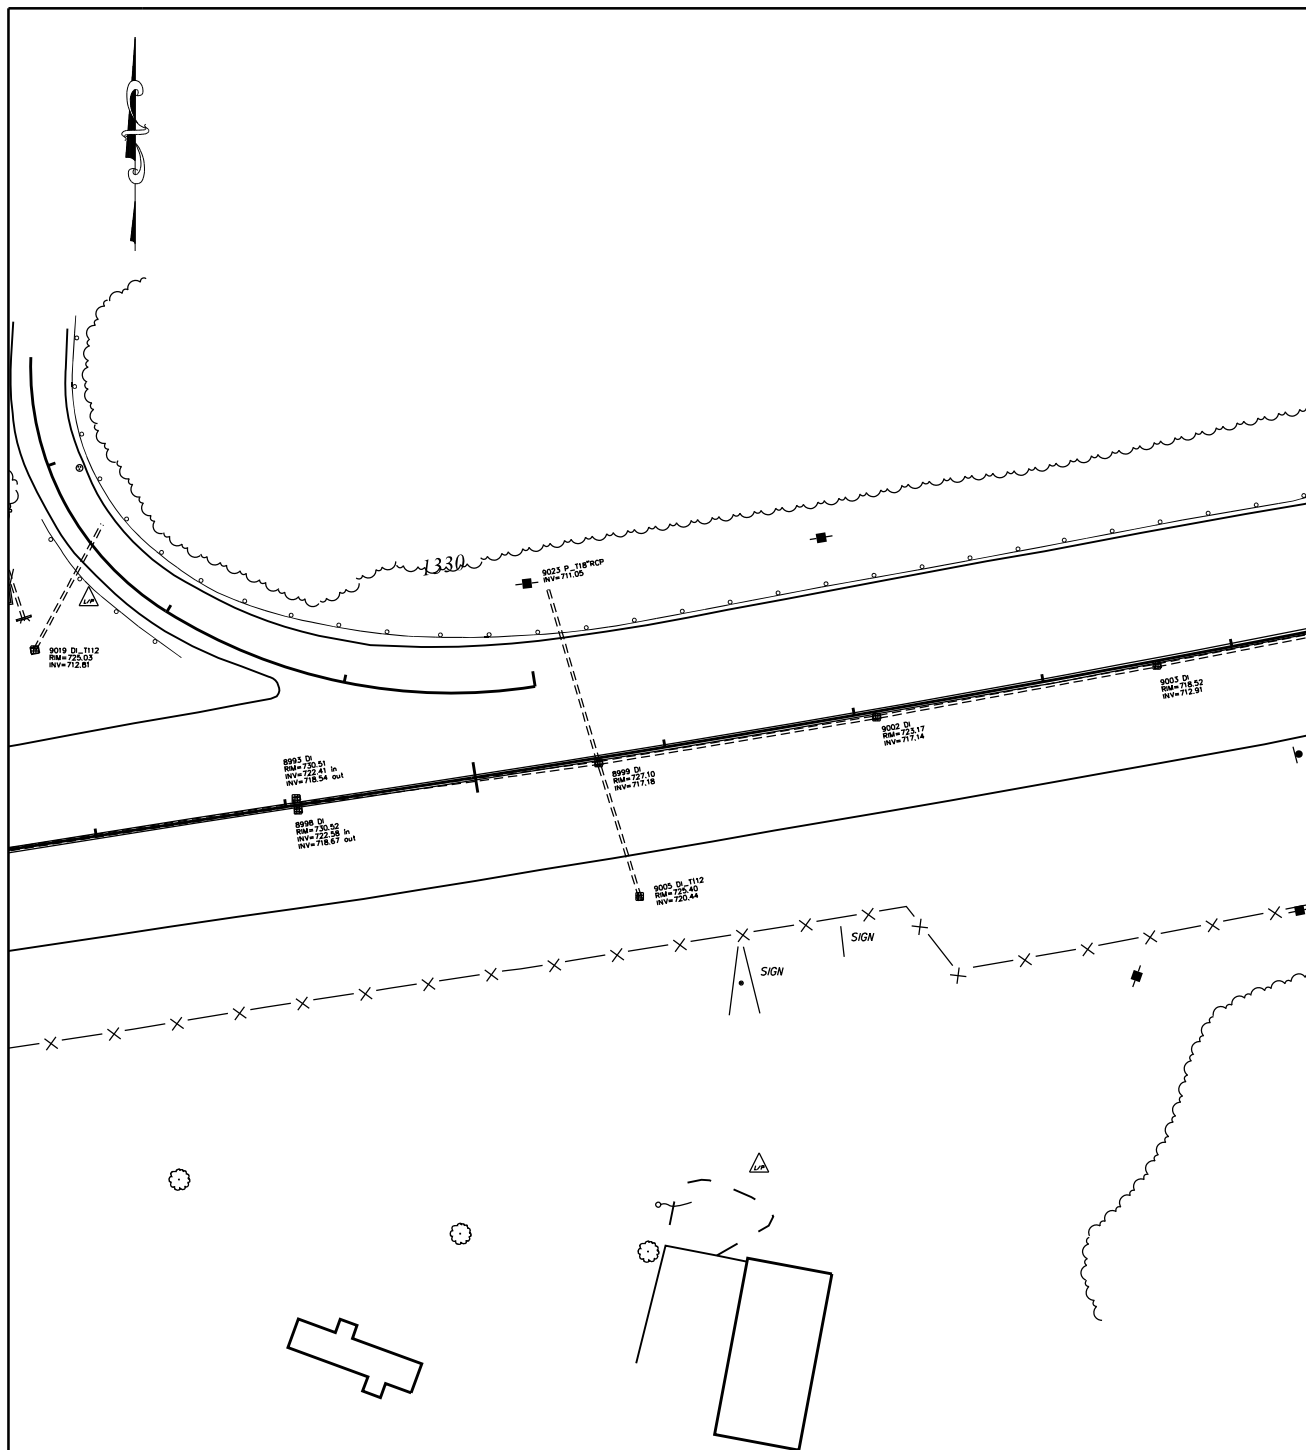 1330
9023 P_T18"RCP
INV=711.05
9019 DI_T112
RIM=725.03
INV=712.81
9003 DI
RIM=718.52
INV=712.91
9002 DI
RIM=723.17
INV=717.14
8993 DI
RIM=730.51
INV=722.41 in
INV=718.54 out
8999 DI
RIM=727.10
INV=717.18
8998 DI
RIM=730.52
INV=722.58 in
INV=718.67 out
9005 DI_T112
RIM=725.40
INV=720.44
SIGN
SIGN